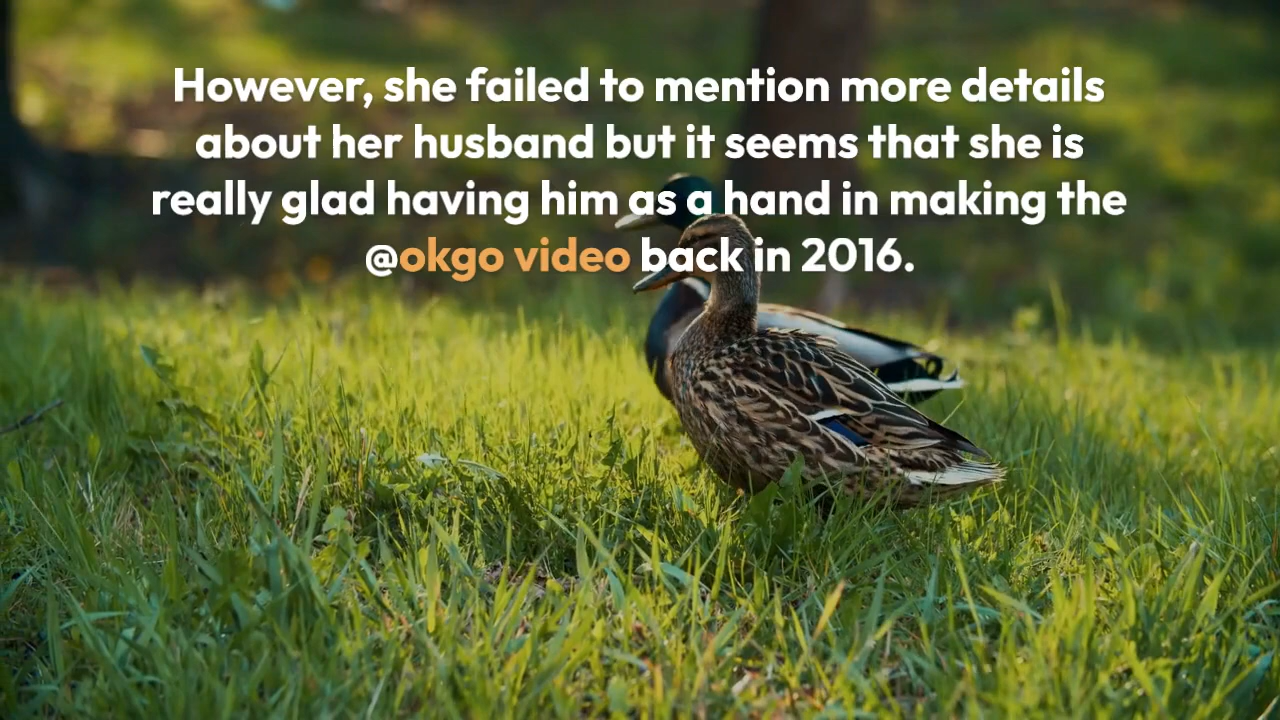 However, she failed to mention more details
about her husband but it seems that she is
really glad having him as a hand in making the
@okgo video back in 2016.